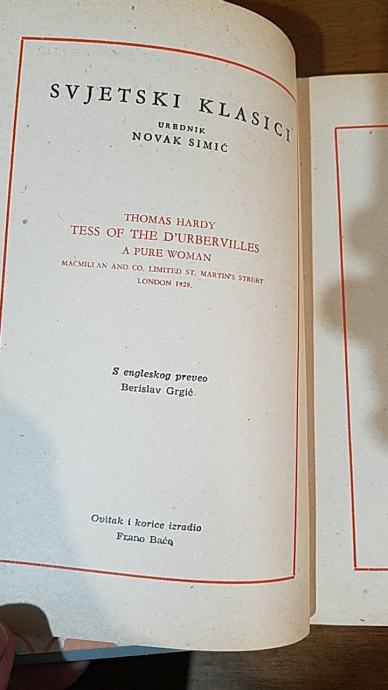 SVJETSKI KLASICI
UREDNIK
NOVAK SIMIĆ
THOMAS HARDY
TESS OF THE D'URBERVILLES
A PURE WOMAN
MACMILLAN AND CO. LIMITED ST. MARTIN'S STREET
LONDON 1928.
S engleskog preveo
Berislav Grgić
Ovitak i korice izradio
Frano Baće